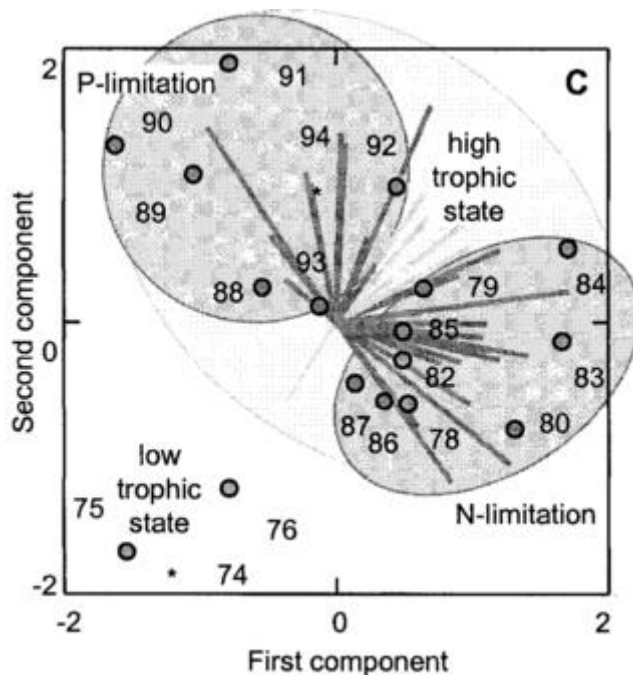 2
C
P-limitation
91
90
94
92
high
trophic
state
89
93
88
79
84
85
83
82
80
87
86
78
0
Second component
low
trophic
state
75
76
N-limitation
*
74
*
-2
-2
0
2
First component